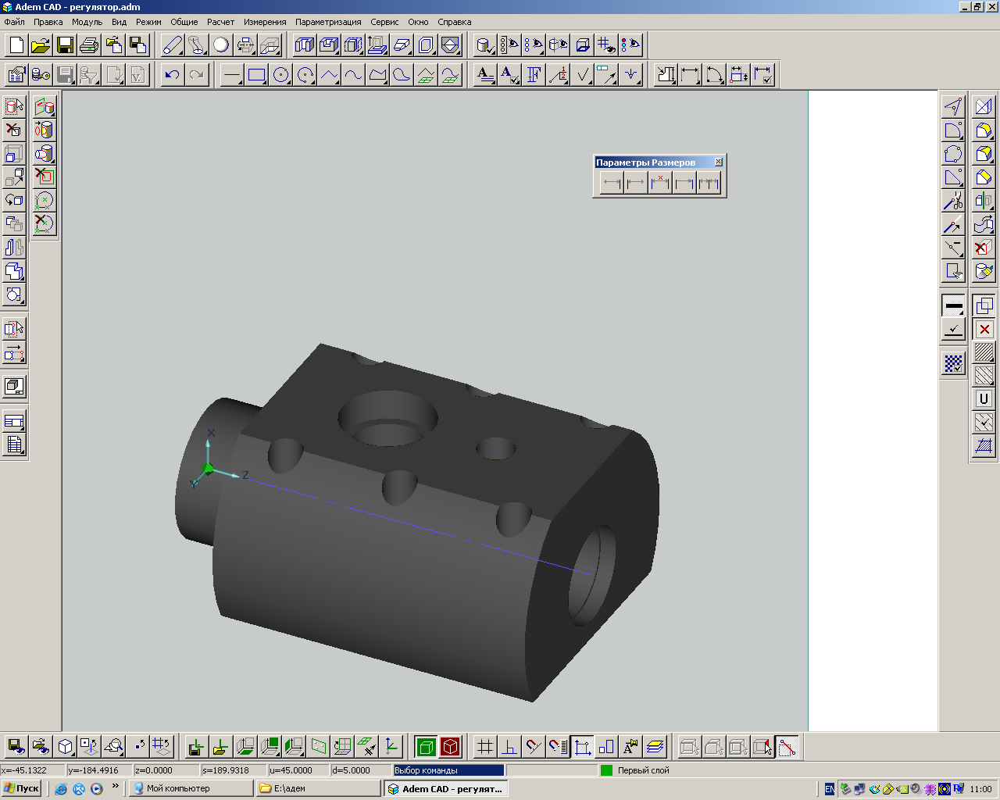 Adem CAD - регулятор.adm
Файл Правка Модуль Вид Режим Общие Расчет Измерения Параметризация Сервис Окно Справка
Параметры Размеров
X
Z
Y
x=-45.1322 y=-184.4916 z=0.0000 s=189.9318 u=45.0000 d=5.0000 Выбор команды Первый слой
Пуск » Мой компьютер E:\адем Adem CAD - регулят... EN 11:00